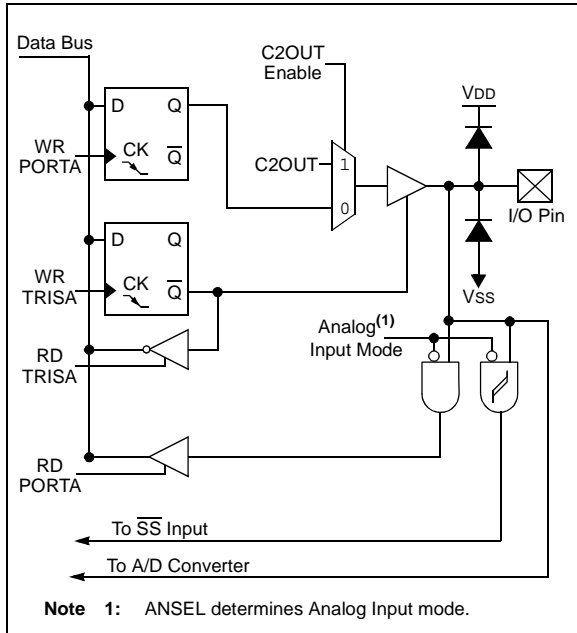 Data Bus
C2OUT
Enable
VDD
D Q
WR
PORTA
CK Q
C2OUT
1
0
I/O Pin
D Q
WR
TRISA
CK Q
VSS
Analog(1)
Input Mode
RD
TRISA
RD
PORTA
To SS Input
To A/D Converter
Note 1: ANSEL determines Analog Input mode.